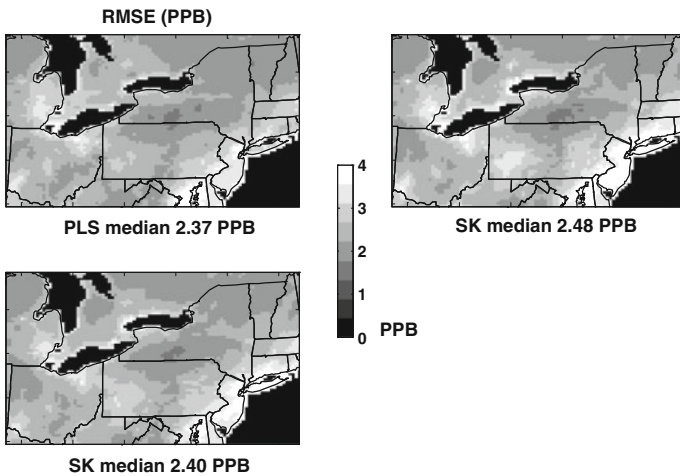 RMSE (PPB)
PLS median 2.37 PPB
SK median 2.48 PPB
4
3
2
1
0
PPB
SK median 2.40 PPB